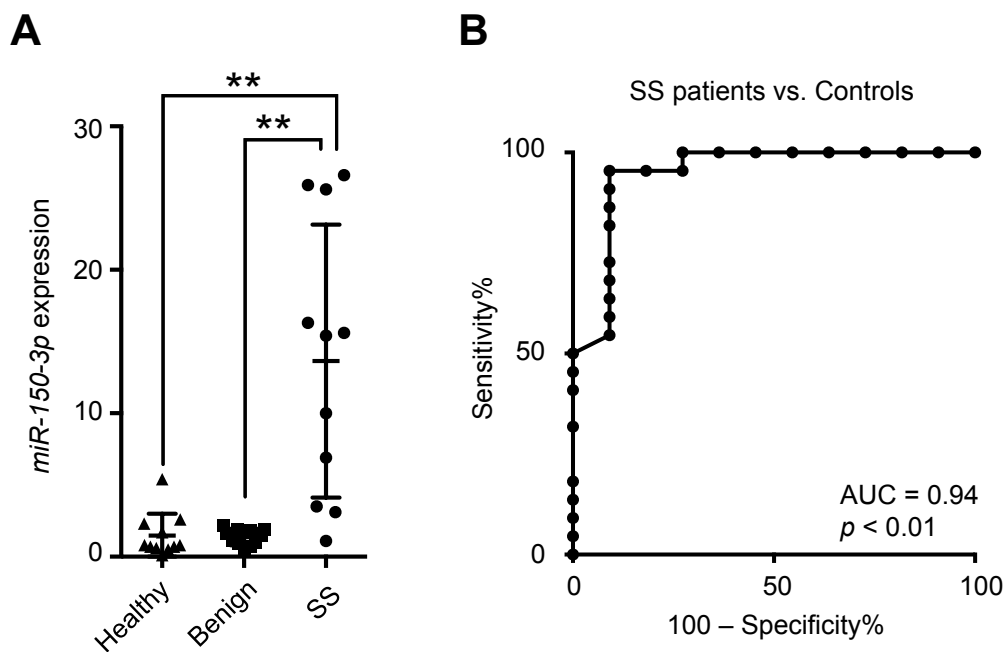 A
**
**
30
20
10
0
miR-150-3p expression
Healthy
Benign
SS
B
SS patients vs. Controls
100
50
0
Sensitivity%
AUC = 0.94
p < 0.01
0
50
100
100 – Specificity%